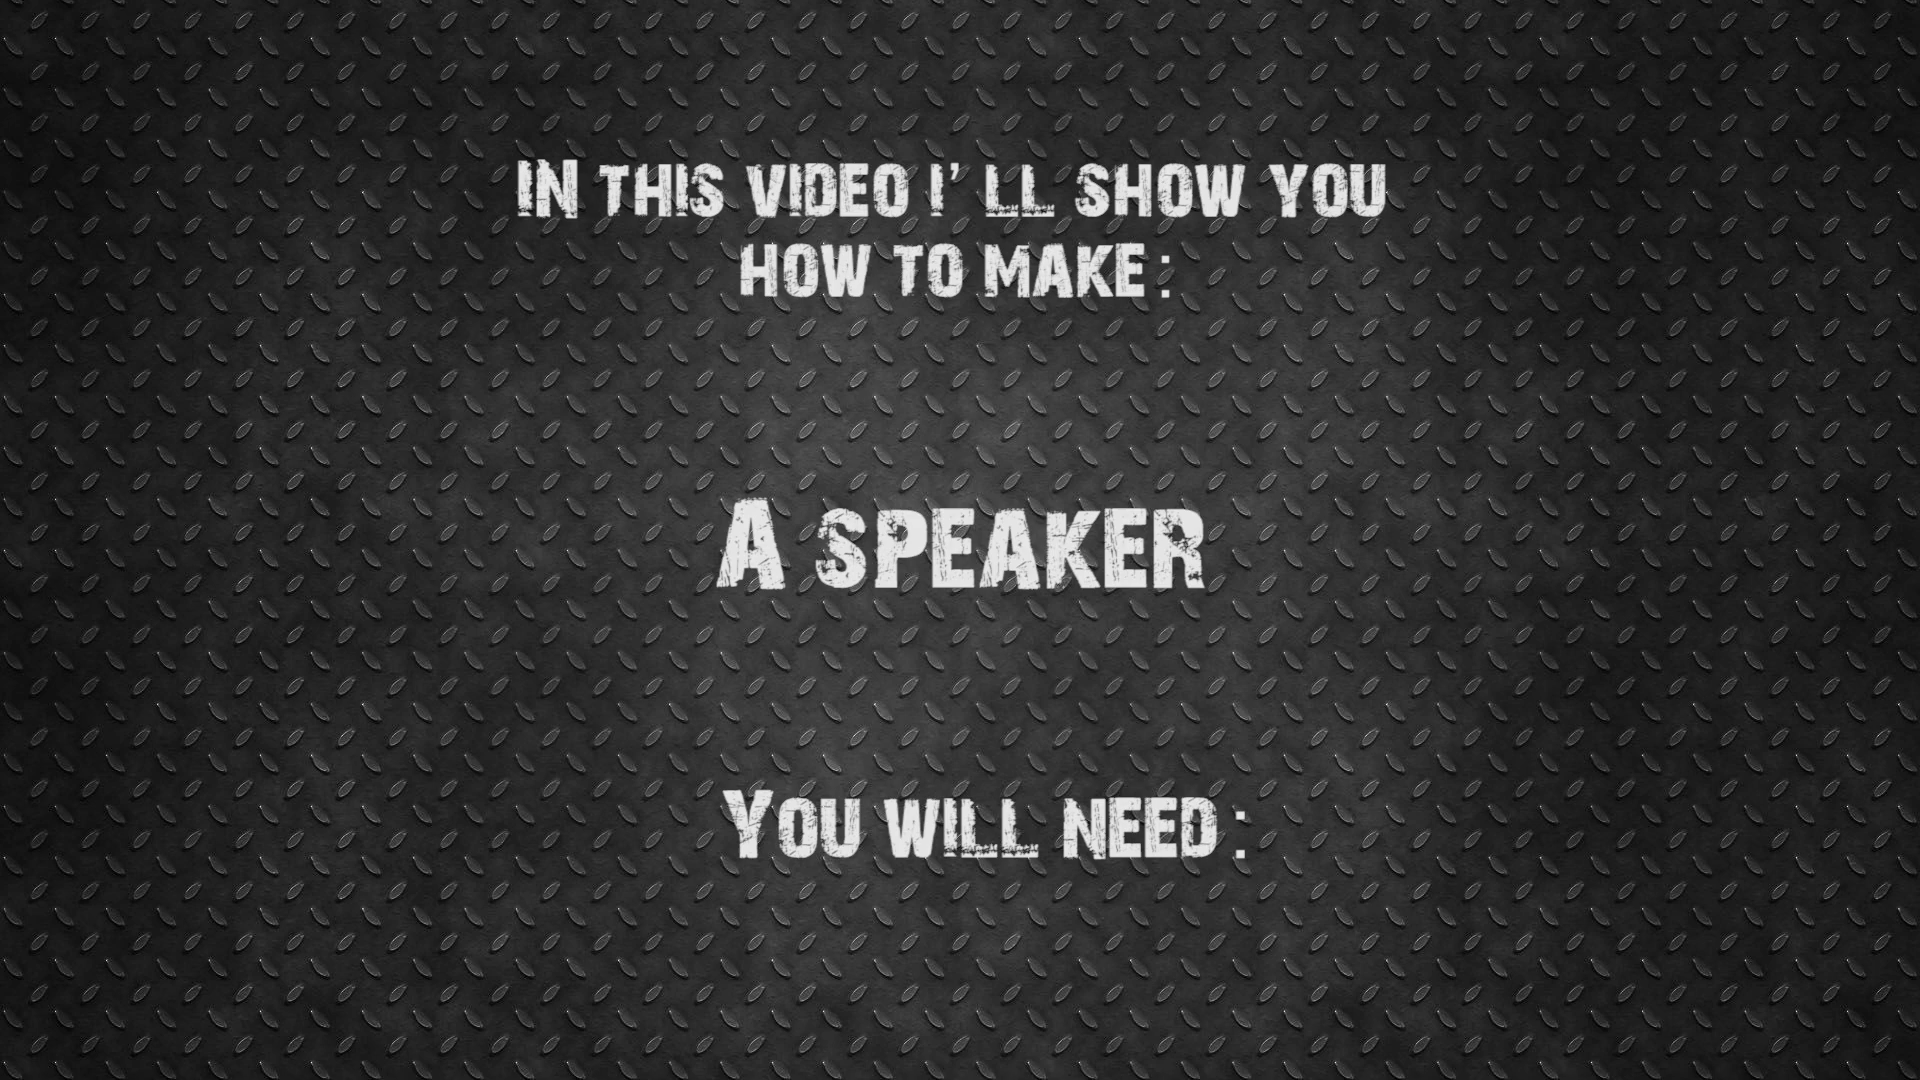 IN THIS VIDEO I'LL SHOW YOU
HOW TO MAKE :
A SPEAKER
YOU WILL NEED :